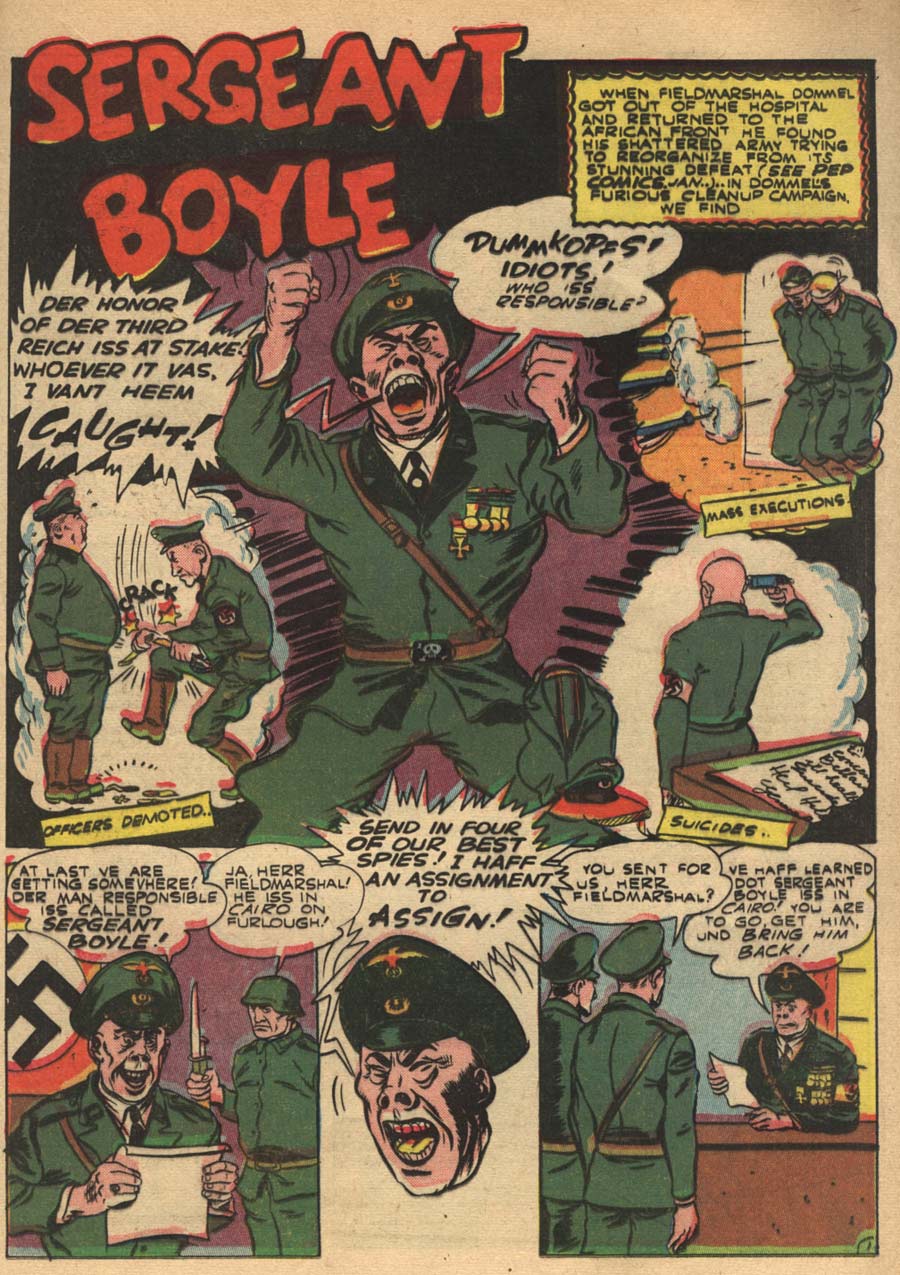 SERGEANT
BOYLE
WHEN FIELDMARSHAL DOMMEL
GOT OUT OF THE HOSPITAL
AND RETURNED TO THE
AFRICAN FRONT HE FOUND
HIS SHATTERED ARMY TRYING
TO REORGANIZE FROM ITS
STUNNING DEFEAT (SEE PEP
COMICS, JAN..).. IN DOMMEL'S
FURIOUS CLEANUP CAMPAIGN,
WE FIND
DUMMKOPFS!
IDIOTS!
WHO ISS
RESPONSIBLE?
DER HONOR
OF DER THIRD
REICH ISS AT STAKE!
WHOEVER IT VAS,
I VANT HEEM
CAUGHT!
MASS EXECUTIONS
CRACK
OFFICERS DEMOTED..
SUICIDES..
AT LAST VE ARE
GETTING SOMEVHERE!
DER MAN RESPONSIBLE
ISS CALLED
SERGEANT
BOYLE!
JA, HERR
FIELDMARSHAL!
HE ISS IN
CAIRO ON
FURLOUGH!
SEND IN FOUR
OF OUR BEST
SPIES! I HAFF
AN ASSIGNMENT
TO
ASSIGN!
YOU SENT FOR
US, HERR
FIELDMARSHAL?
VE HAFF LEARNED
DOT SERGEANT
BOYLE ISS IN
CAIRO! YOU ARE
TO GO, GET HIM,
UND BRING HIM
BACK!
1